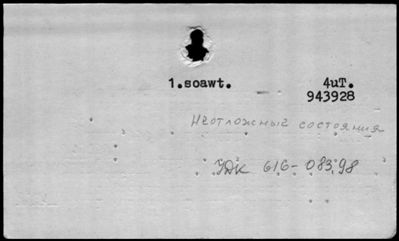 1.soawt. 4uT.
943928
Неотложные состояния
УДК 616-083.98